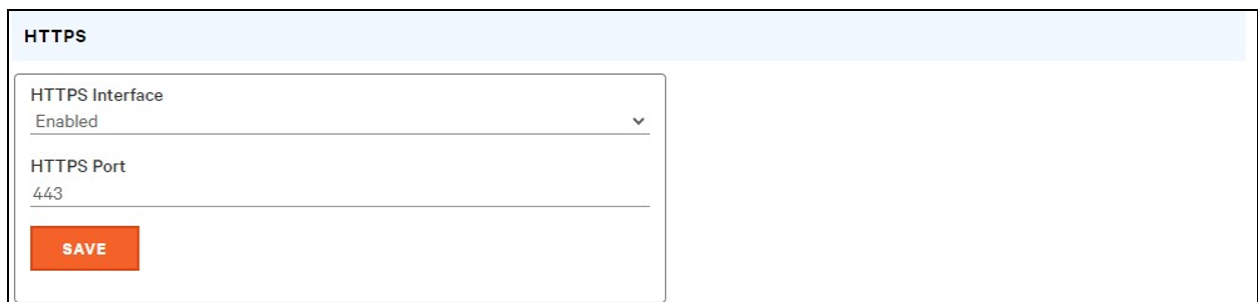 HTTPS
HTTPS Interface
Enabled
HTTPS Port
443
SAVE